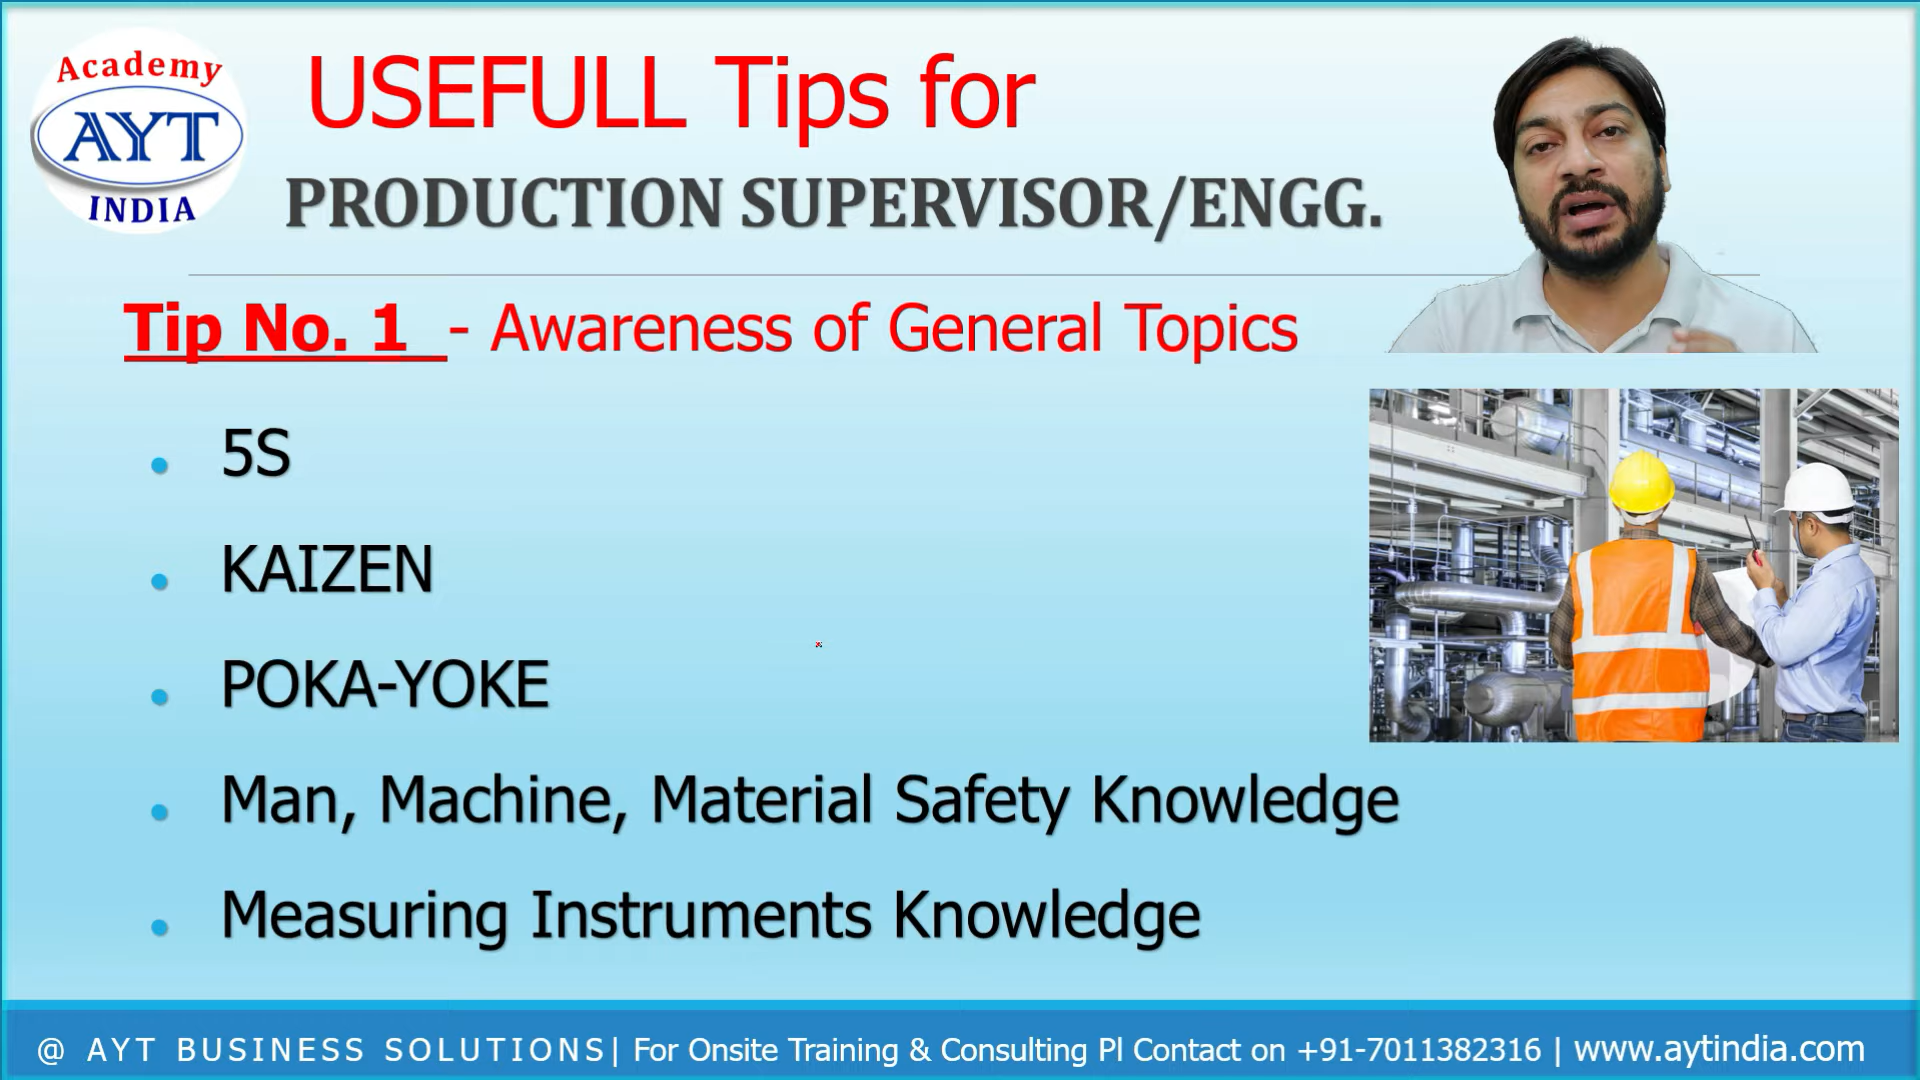 Academy
AYT
INDIA
USEFULL Tips for
PRODUCTION SUPERVISOR/ENGG.
Tip No. 1 - Awareness of General Topics
• 5S
• KAIZEN
• POKA-YOKE
• Man, Machine, Material Safety Knowledge
• Measuring Instruments Knowledge
@ AYT BUSINESS SOLUTIONS| For Onsite Training & Consulting Pl Contact on +91-7011382316 | www.aytindia.com